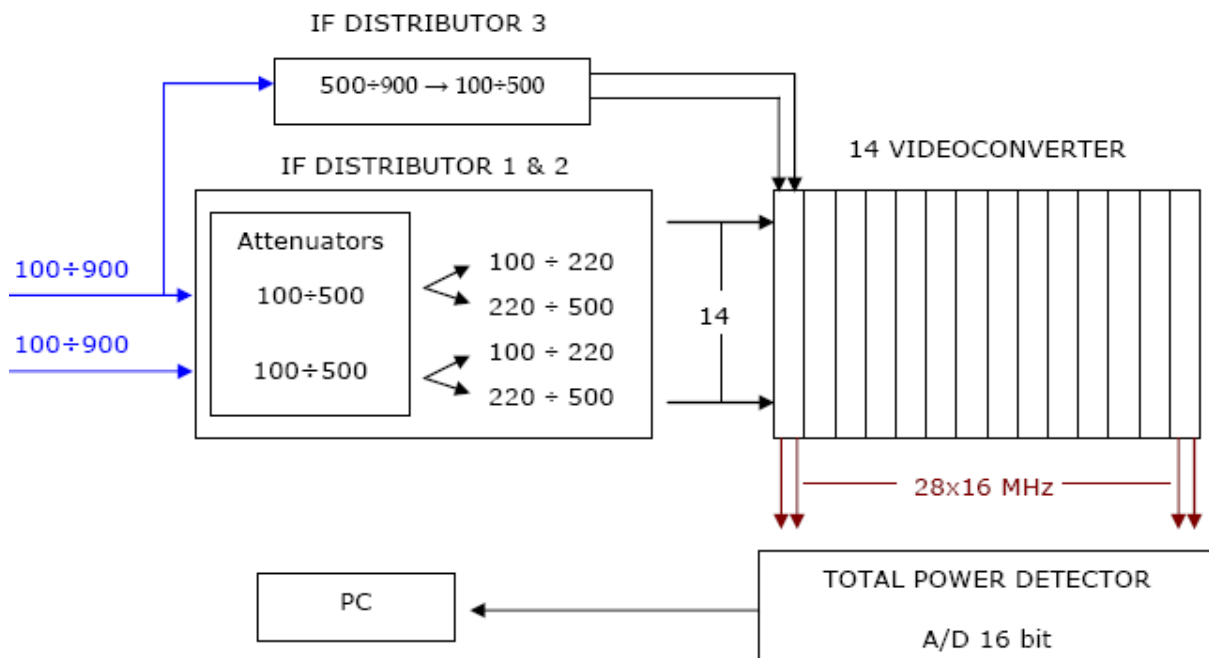 IF DISTRIBUTOR 3
500÷900 → 100÷500
14 VIDEOCONVERTER
IF DISTRIBUTOR 1 & 2
Attenuators
100÷900
100÷500
100 ÷ 220
220 ÷ 500
14
100÷900
100÷500
100 ÷ 220
220 ÷ 500
28x16 MHz
TOTAL POWER DETECTOR
A/D 16 bit
PC